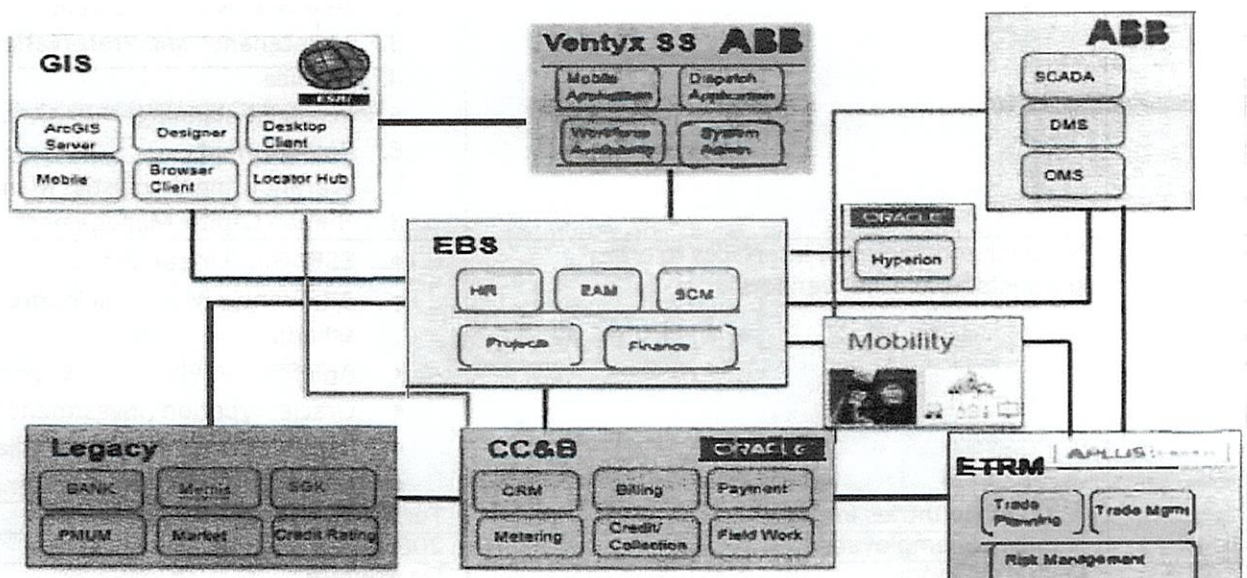 GIS
esri
ArcGIS
Server
Designer
Desktop
Client
Mobile
Browser
Client
Locator Hub
Ventyx SS ABB
Mobile
Application
Dispatch
Application
Workforce
Availability
System
Admin
ABB
SCADA
DMS
OMS
ORACLE
Hyperion
EBS
HR
EAM
SCM
Projects
Finance
Mobility
Legacy
BANK
Mernis
SGK
PMUM
Market
Credit Rating
CC&B
ORACLE
CRM
Billing
Payment
Metering
Credit/
Collection
Field Work
ETRM
APLUS
Trade
Planning
Trade Mgmt
Risk Management